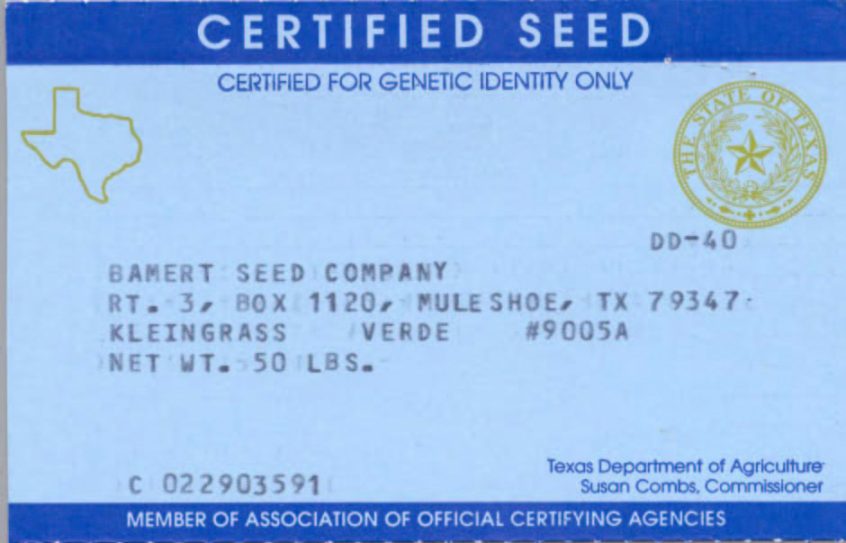 CERTIFIED SEED
CERTIFIED FOR GENETIC IDENTITY ONLY
THE STATE OF TEXAS
DD-40
BAMERT SEED COMPANY
RT. 3, BOX 1120, MULESHOE, TX 79347
KLEINGRASS VERDE #9005A
NET WT. 50 LBS.
C 022903591
Texas Department of Agriculture
Susan Combs, Commissioner
MEMBER OF ASSOCIATION OF OFFICIAL CERTIFYING AGENCIES